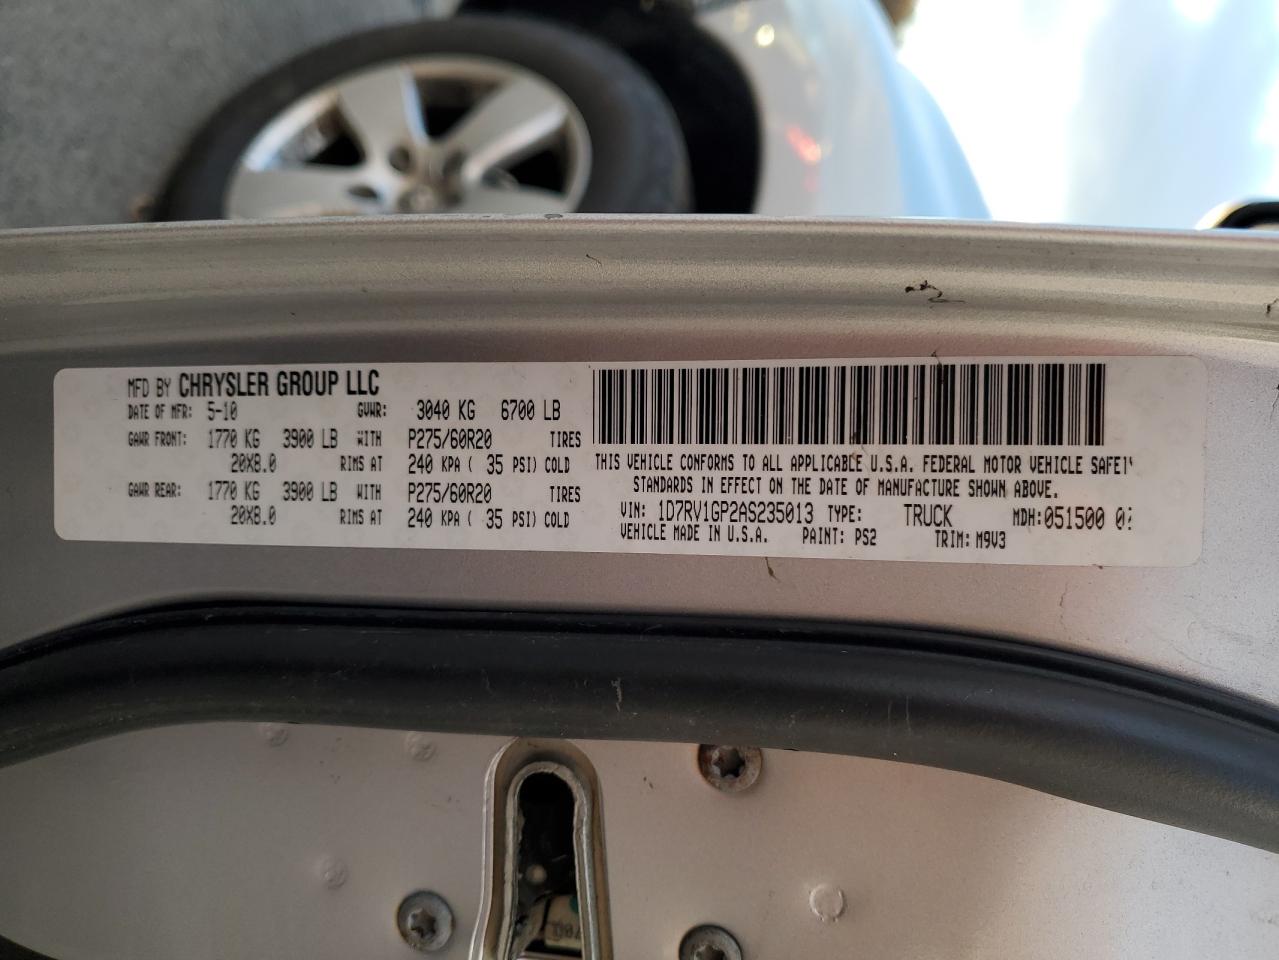 MFD BY CHRYSLER GROUP LLC
DATE OF MFR: 5-10 GVWR: 3040 KG 6700 LB
GAWR FRONT: 1770 KG 3900 LB WITH P275/60R20 TIRES
20X8.0 RIMS AT 240 KPA ( 35 PSI) COLD
GAWR REAR: 1770 KG 3900 LB WITH P275/60R20 TIRES
20X8.0 RIMS AT 240 KPA ( 35 PSI) COLD
THIS VEHICLE CONFORMS TO ALL APPLICABLE U.S.A. FEDERAL MOTOR VEHICLE
STANDARDS IN EFFECT ON THE DATE OF MANUFACTURE SHOWN ABOVE.
VIN: 1D7RV1GP2AS235013 TYPE: TRUCK MDH:051500
VEHICLE MADE IN U.S.A. PAINT: PS2 TRIM: M9V3